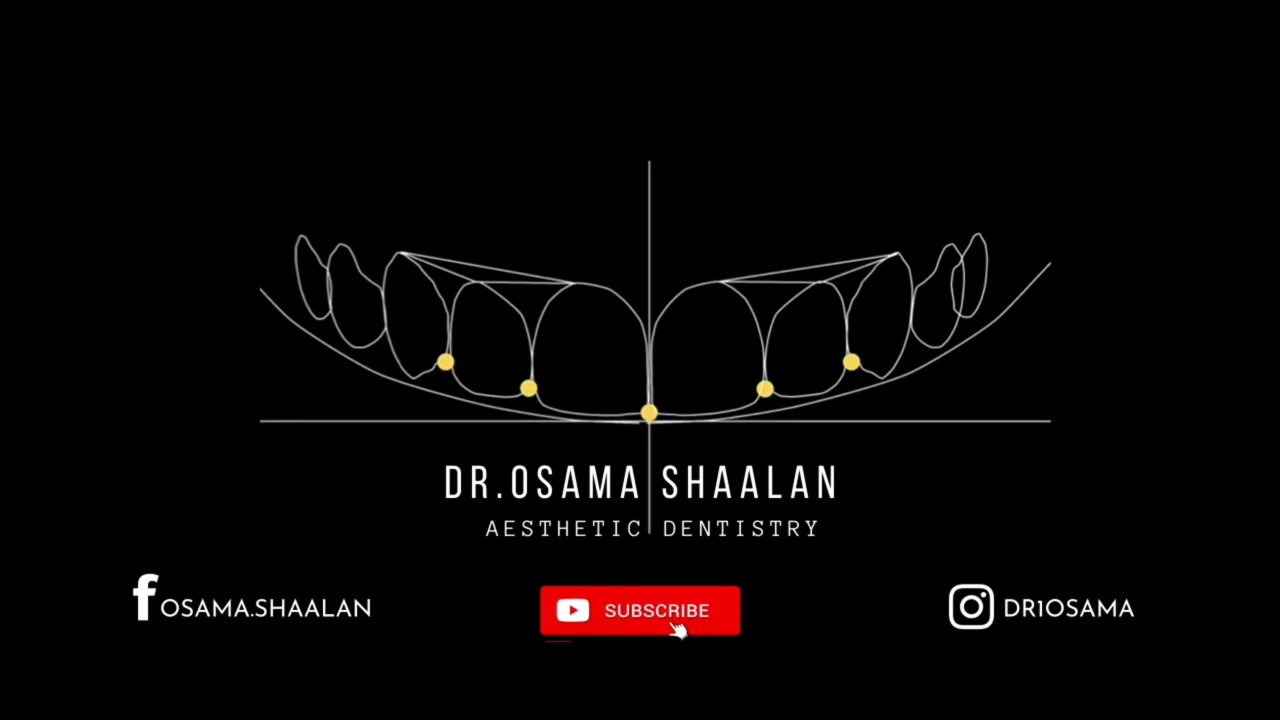 DR.OSAMA SHAALAN
AESTHETIC DENTISTRY
OSAMA.SHAALAN
SUBSCRIBE
DR1OSAMA